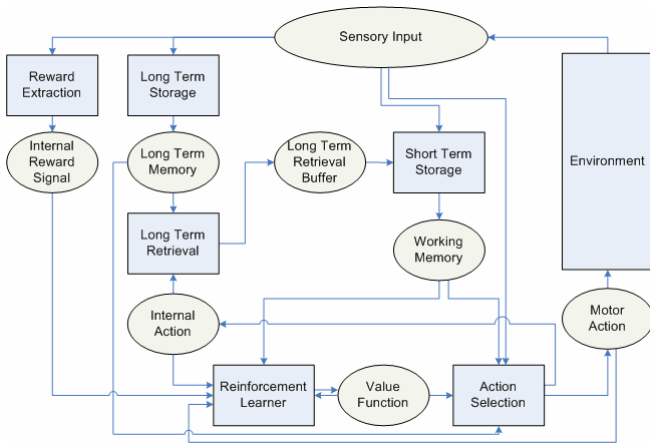 Sensory Input
Reward
Extraction
Long Term
Storage
Internal
Reward
Signal
Long Term
Memory
Long Term
Retrieval
Buffer
Short Term
Storage
Environment
Long Term
Retrieval
Working
Memory
Internal
Action
Motor
Action
Reinforcement
Learner
Value
Function
Action
Selection